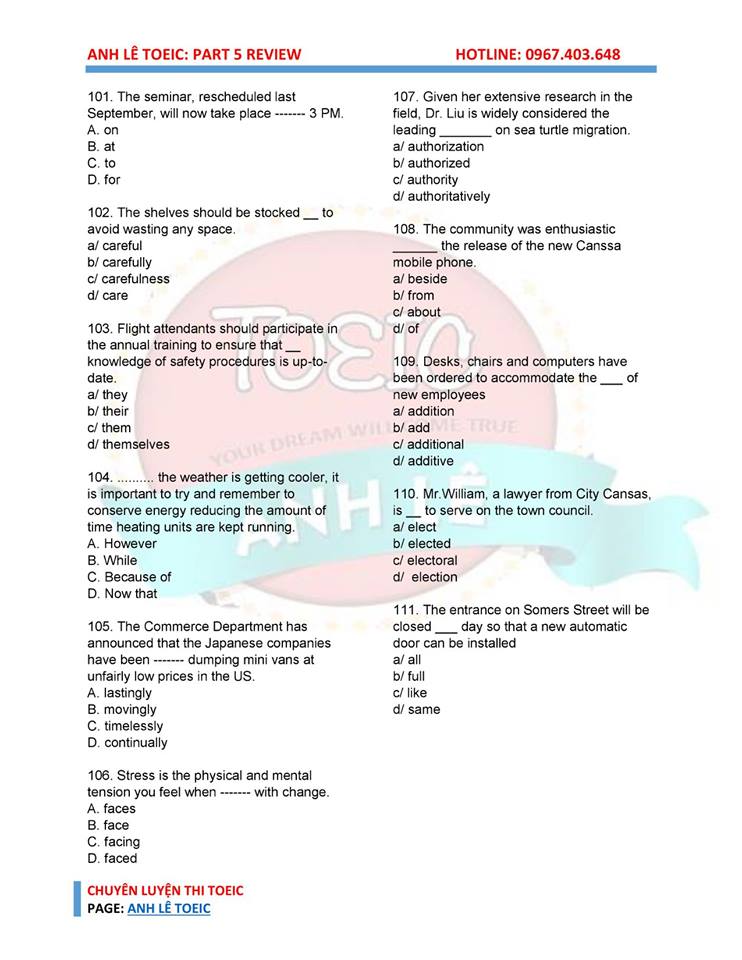 ANH LÊ TOEIC: PART 5 REVIEW HOTLINE: 0967.403.648
101. The seminar, rescheduled last
September, will now take place ------- 3 PM.
A. on
B. at
C. to
D. for
102. The shelves should be stocked __ to
avoid wasting any space.
a/ careful
b/ carefully
c/ carefulness
d/ care
103. Flight attendants should participate in
the annual training to ensure that __
knowledge of safety procedures is up-to-
date.
a/ they
b/ their
c/ them
d/ themselves
104. .......... the weather is getting cooler, it
is important to try and remember to
conserve energy reducing the amount of
time heating units are kept running.
A. However
B. While
C. Because of
D. Now that
105. The Commerce Department has
announced that the Japanese companies
have been ------- dumping mini vans at
unfairly low prices in the US.
A. lastingly
B. movingly
C. timelessly
D. continually
106. Stress is the physical and mental
tension you feel when ------- with change.
A. faces
B. face
C. facing
D. faced
107. Given her extensive research in the
field, Dr. Liu is widely considered the
leading _______ on sea turtle migration.
a/ authorization
b/ authorized
c/ authority
d/ authoritatively
108. The community was enthusiastic
______ the release of the new Canssa
mobile phone.
a/ beside
b/ from
c/ about
d/ of
109. Desks, chairs and computers have
been ordered to accommodate the ___ of
new employees
a/ addition
b/ add
c/ additional
d/ additive
110. Mr.William, a lawyer from City Cansas,
is __ to serve on the town council.
a/ elect
b/ elected
c/ electoral
d/ election
111. The entrance on Somers Street will be
closed ___ day so that a new automatic
door can be installed
a/ all
b/ full
c/ like
d/ same
TOEIC
YOUR DREAM WILL COME TRUE
ANH LÊ
CHUYÊN LUYỆN THI TOEIC
PAGE: ANH LÊ TOEIC